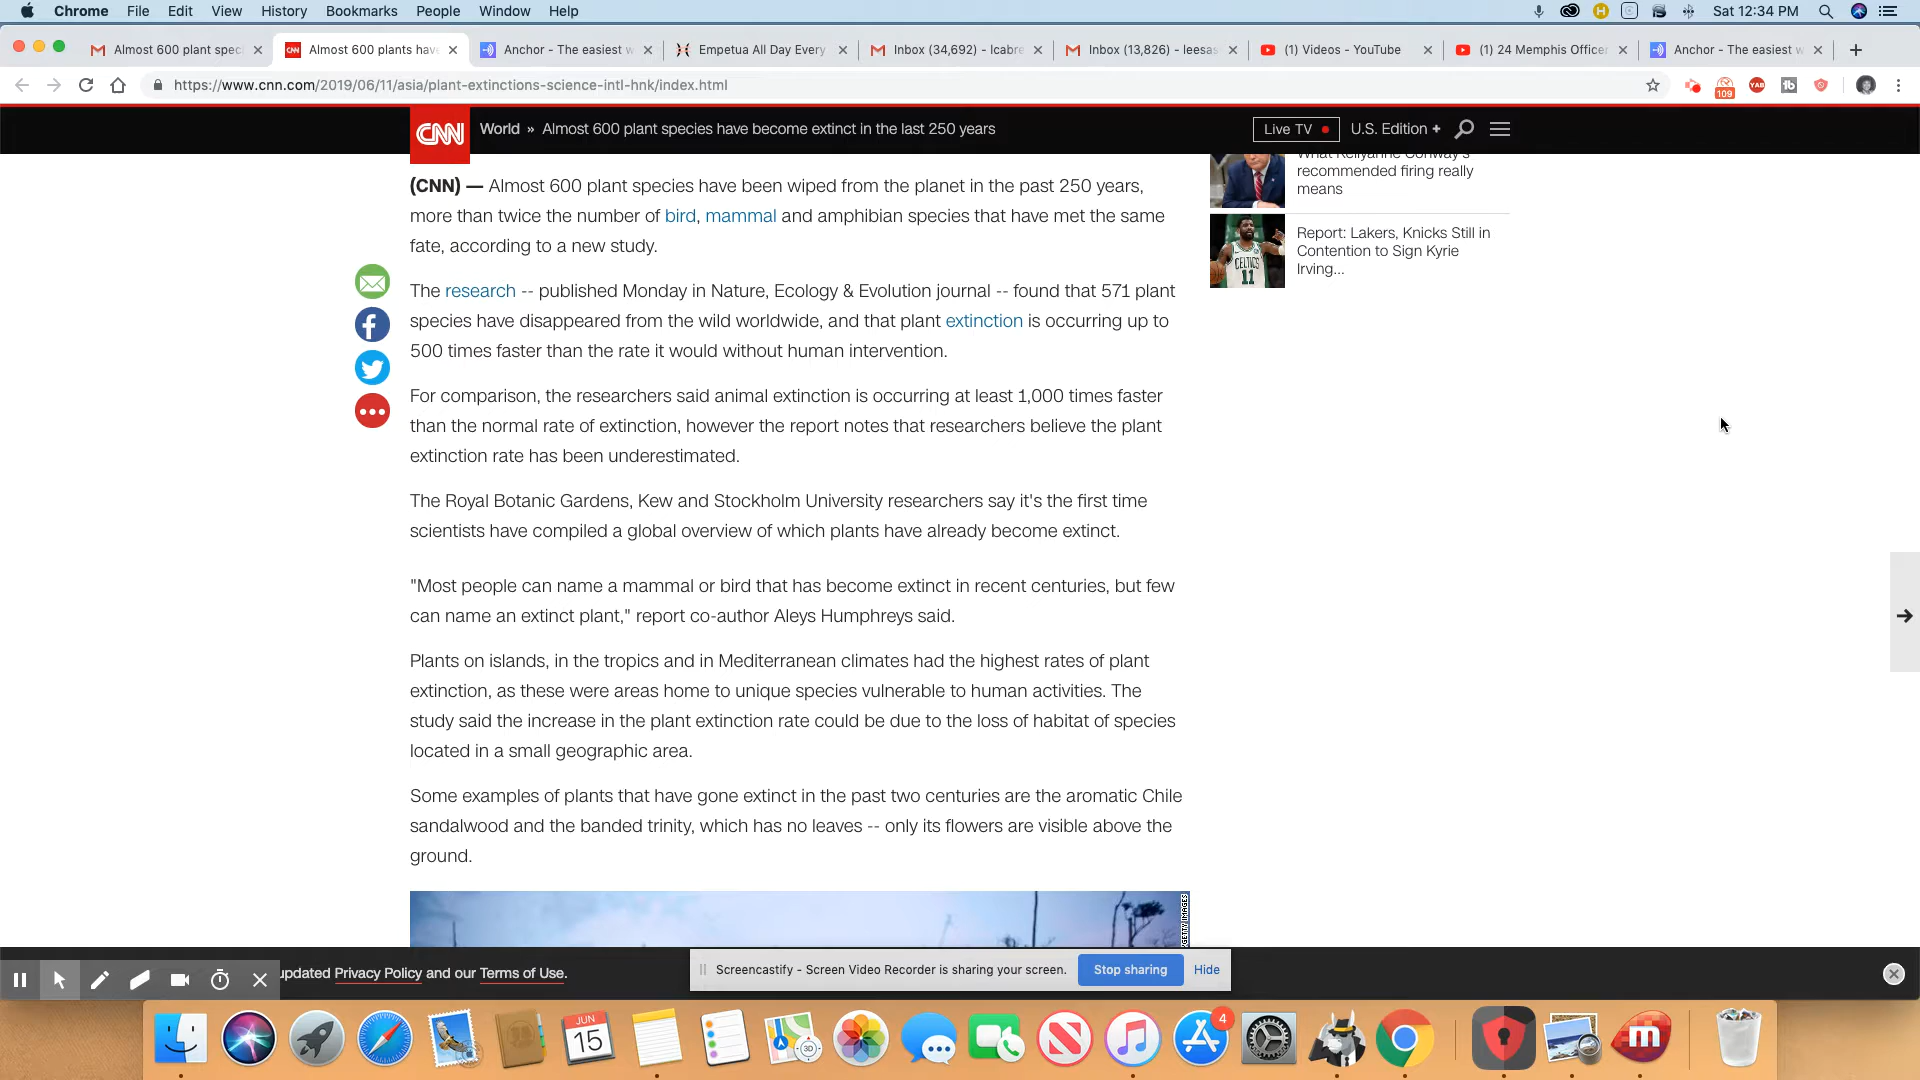 Chrome File Edit View History Bookmarks People Window Help Sat 12:34 PM
Almost 600 plant spec Almost 600 plants hav Anchor - The easiest w Empetua All Day Every Inbox (34,692) - lcabre Inbox (13,826) - leesas (1) Videos - YouTube (1) 24 Memphis Officer Anchor - The easiest w
https://www.cnn.com/2019/06/11/asia/plant-extinctions-science-intl-hnk/index.html
109
YAB
CNN World » Almost 600 plant species have become extinct in the last 250 years Live TV U.S. Edition +
What Kellyanne Conway's
recommended firing really
means
Report: Lakers, Knicks Still in
Contention to Sign Kyrie
Irving...
CELTICS
11
(CNN) — Almost 600 plant species have been wiped from the planet in the past 250 years,
more than twice the number of bird, mammal and amphibian species that have met the same
fate, according to a new study.
The research -- published Monday in Nature, Ecology & Evolution journal -- found that 571 plant
species have disappeared from the wild worldwide, and that plant extinction is occurring up to
500 times faster than the rate it would without human intervention.
For comparison, the researchers said animal extinction is occurring at least 1,000 times faster
than the normal rate of extinction, however the report notes that researchers believe the plant
extinction rate has been underestimated.
The Royal Botanic Gardens, Kew and Stockholm University researchers say it's the first time
scientists have compiled a global overview of which plants have already become extinct.
"Most people can name a mammal or bird that has become extinct in recent centuries, but few
can name an extinct plant," report co-author Aleys Humphreys said.
Plants on islands, in the tropics and in Mediterranean climates had the highest rates of plant
extinction, as these were areas home to unique species vulnerable to human activities. The
study said the increase in the plant extinction rate could be due to the loss of habitat of species
located in a small geographic area.
Some examples of plants that have gone extinct in the past two centuries are the aromatic Chile
sandalwood and the banded trinity, which has no leaves -- only its flowers are visible above the
ground.
GETTY IMAGES
updated Privacy Policy and our Terms of Use.
Screencastify - Screen Video Recorder is sharing your screen. Stop sharing Hide
JUN
15
3D
4